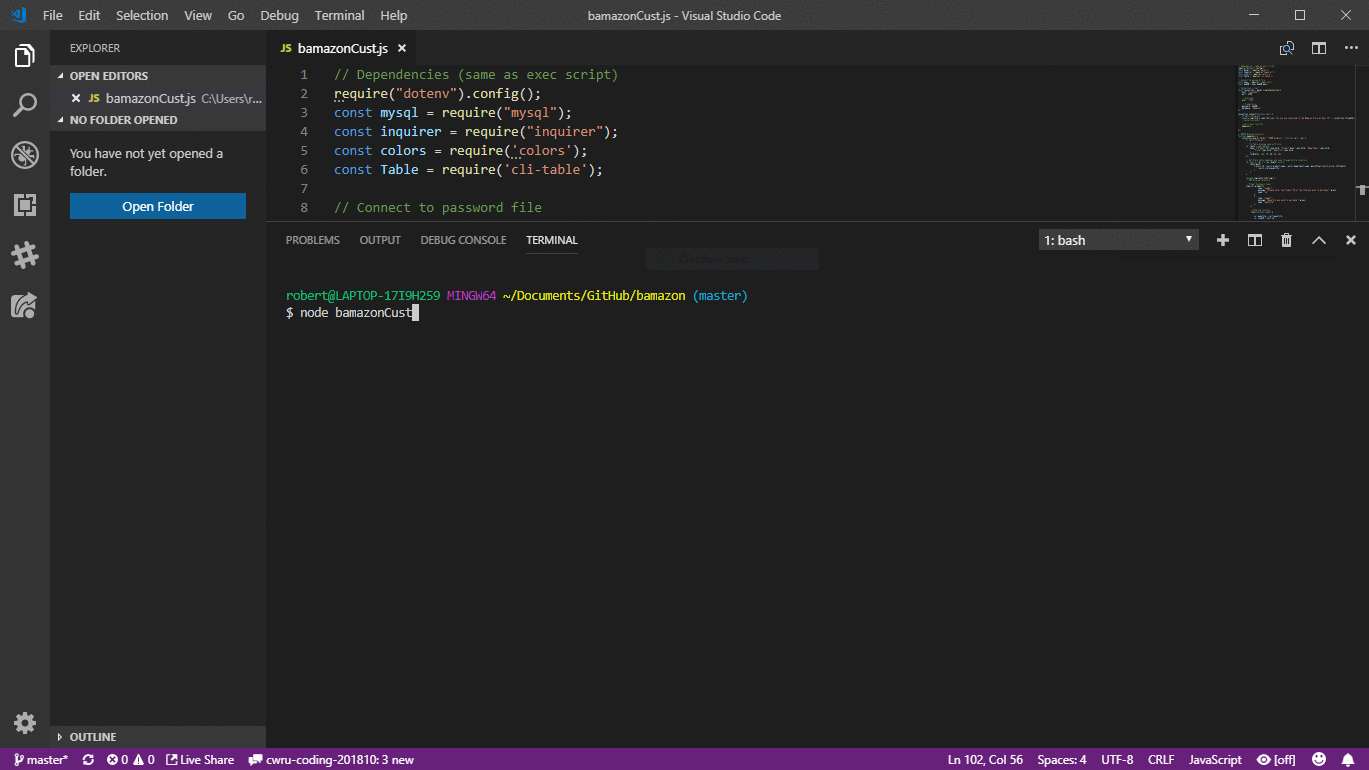 File Edit Selection View Go Debug Terminal Help
bamazonCust.js - Visual Studio Code
EXPLORER
OPEN EDITORS
JS bamazonCust.js C:\Users\r...
NO FOLDER OPENED
You have not yet opened a
folder.
Open Folder
OUTLINE
JS bamazonCust.js
1 // Dependencies (same as exec script)
2 require("dotenv").config();
3 const mysql = require("mysql");
4 const inquirer = require("inquirer");
5 const colors = require('colors');
6 const Table = require('cli-table');
7
8 // Connect to password file
PROBLEMS OUTPUT DEBUG CONSOLE TERMINAL
1: bash
robert@LAPTOP-17I9H259 MINGW64 ~/Documents/GitHub/bamazon (master)
$ node bamazonCust
master* 0 0 Live Share cwru-coding-201810: 3 new
Ln 102, Col 56 Spaces: 4 UTF-8 CRLF JavaScript [off]